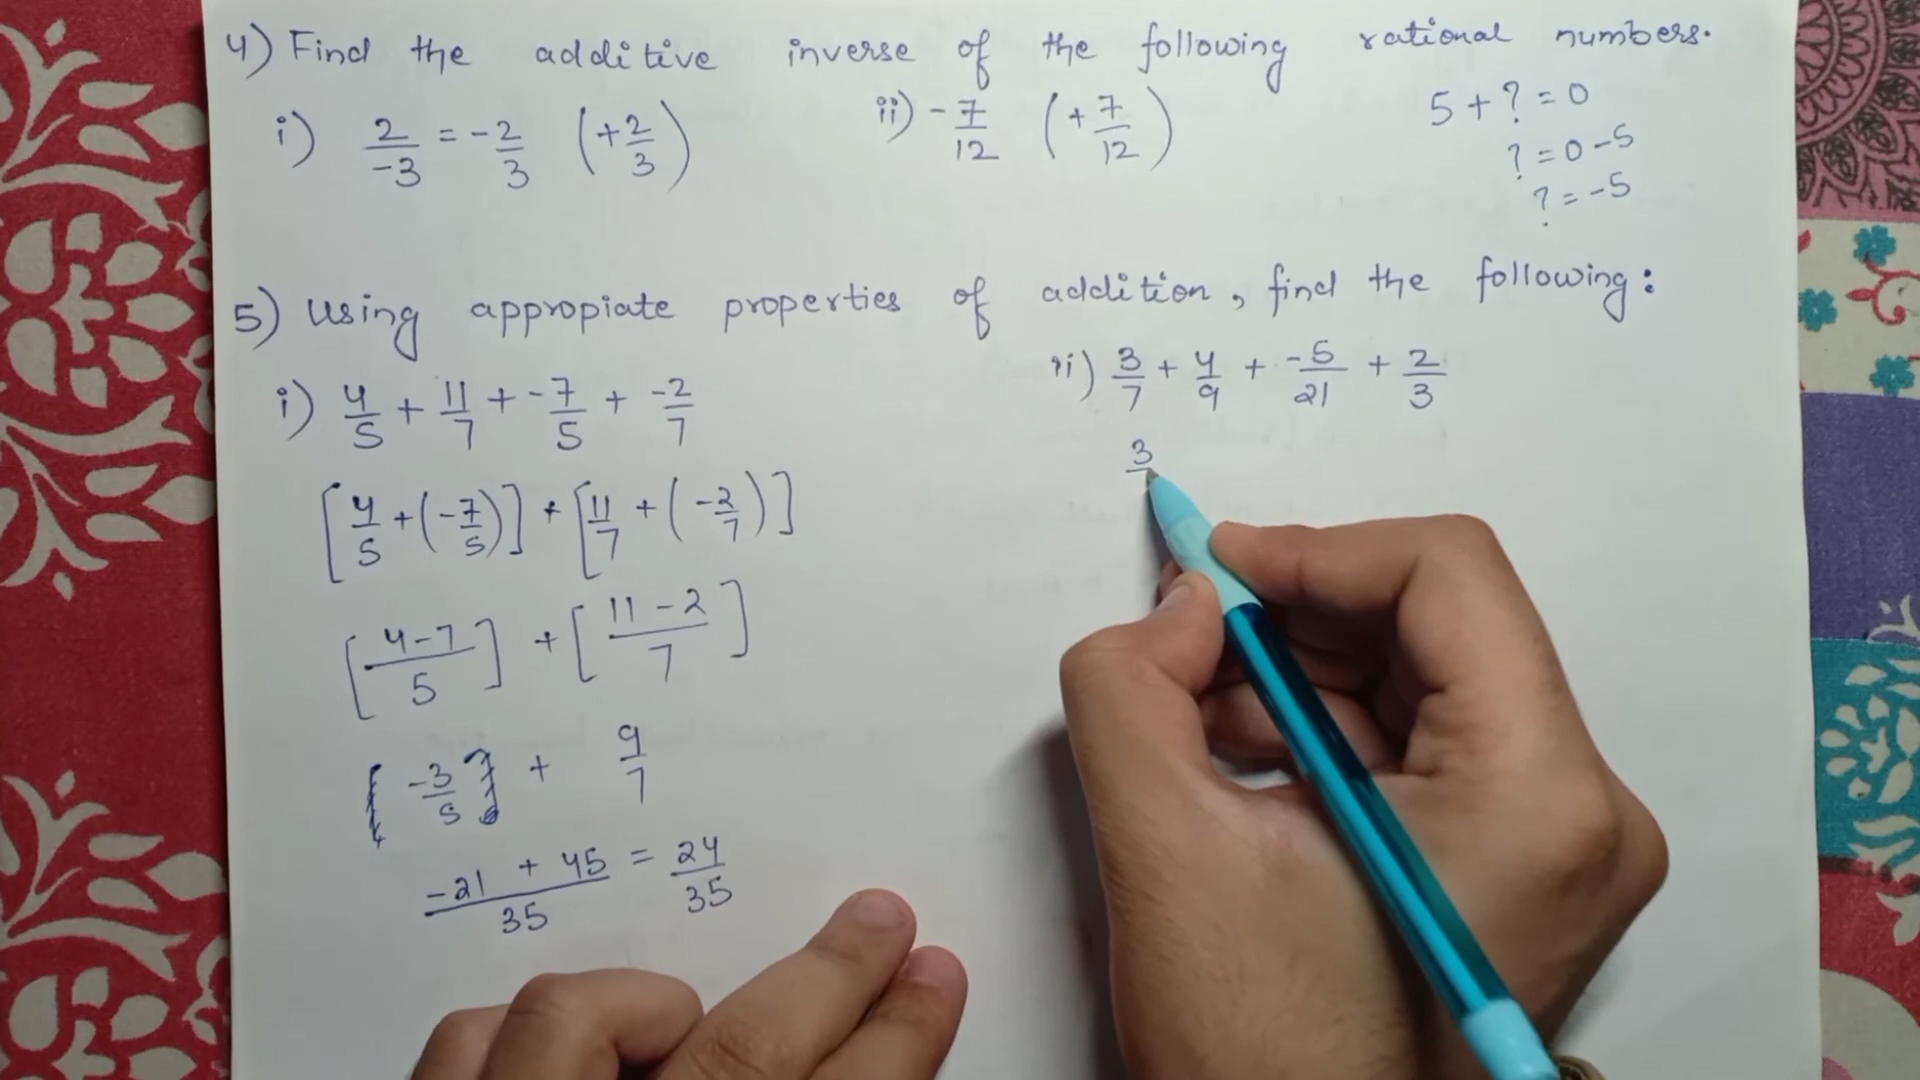 4) Find the additive inverse of the following rational numbers.
i) 2/-3 = -2/3 (+2/3) ii) -7/12 (+7/12)
5 + ? = 0
? = 0 - 5
? = -5
5) Using appropiate properties of addition, find the following:
i) 4/5 + 11/7 + -7/5 + -2/7
[4/5 + (-7/5)] + [11/7 + (-2/7)]
[4-7/5] + [11-2/7]
[-3/5] + 9/7
-21 + 45/35 = 24/35
ii) 3/7 + 4/9 + -5/21 + 2/3
3